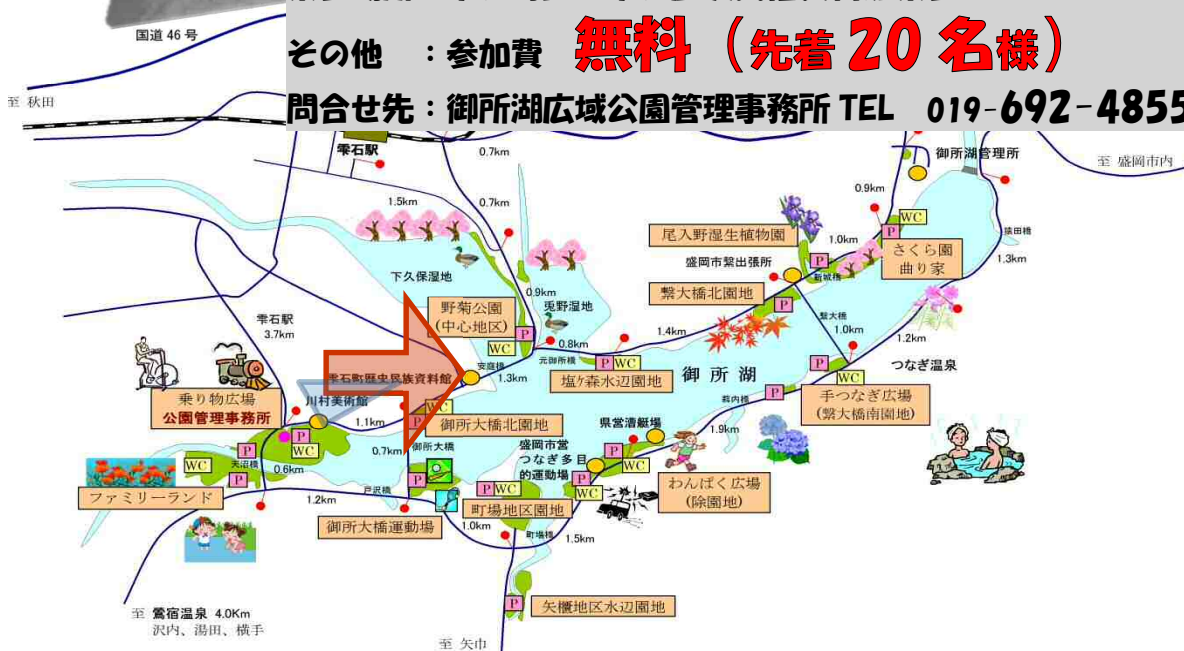 国道 46 号
その他　：参加費　無料（先着 20 名様）
至 秋田
問合せ先：御所湖広域公園管理事務所 TEL　019-692-4855
雫石駅
0.7km
御所湖管理所
至 盛岡市内
1.5km
0.7km
0.9km
WC
P
尾入野湿生植物園
1.0km
さくら園
曲り家
猿田橋
1.3km
盛岡市繋出張所
P
新城橋
下久保湿地
0.9km
兎野湿地
繋大橋北園地
P
繋大橋
1.0km
1.2km
野菊公園
(中心地区)
P
WC
雫石駅
3.7km
1.4km
0.8km
安庭橋
元御所橋
P
WC
1.3km
雫石町歴史民族資料館
塩ケ森水辺園地
御所湖
P
つなぎ温泉
WC
P
手つなぎ広場
(繋大橋南園地)
乗り物広場
公園管理事務所
川村美術館
WC
P
1.1km
御所大橋北園地
県営漕艇場
1.9km
P
WC
0.7km
御所大橋
盛岡市営
つなぎ多目
的運動場
P
WC
WC
P
天沼橋
0.6km
わんぱく広場
(除園地)
P
WC
P
ファミリーランド
戸沢橋
P
P
WC
1.2km
町場地区園地
御所大橋運動場
1.0km
町場橋
1.5km
至 鶯宿温泉 4.0Km
沢内、湯田、横手
P
矢櫃地区水辺園地
至 矢巾